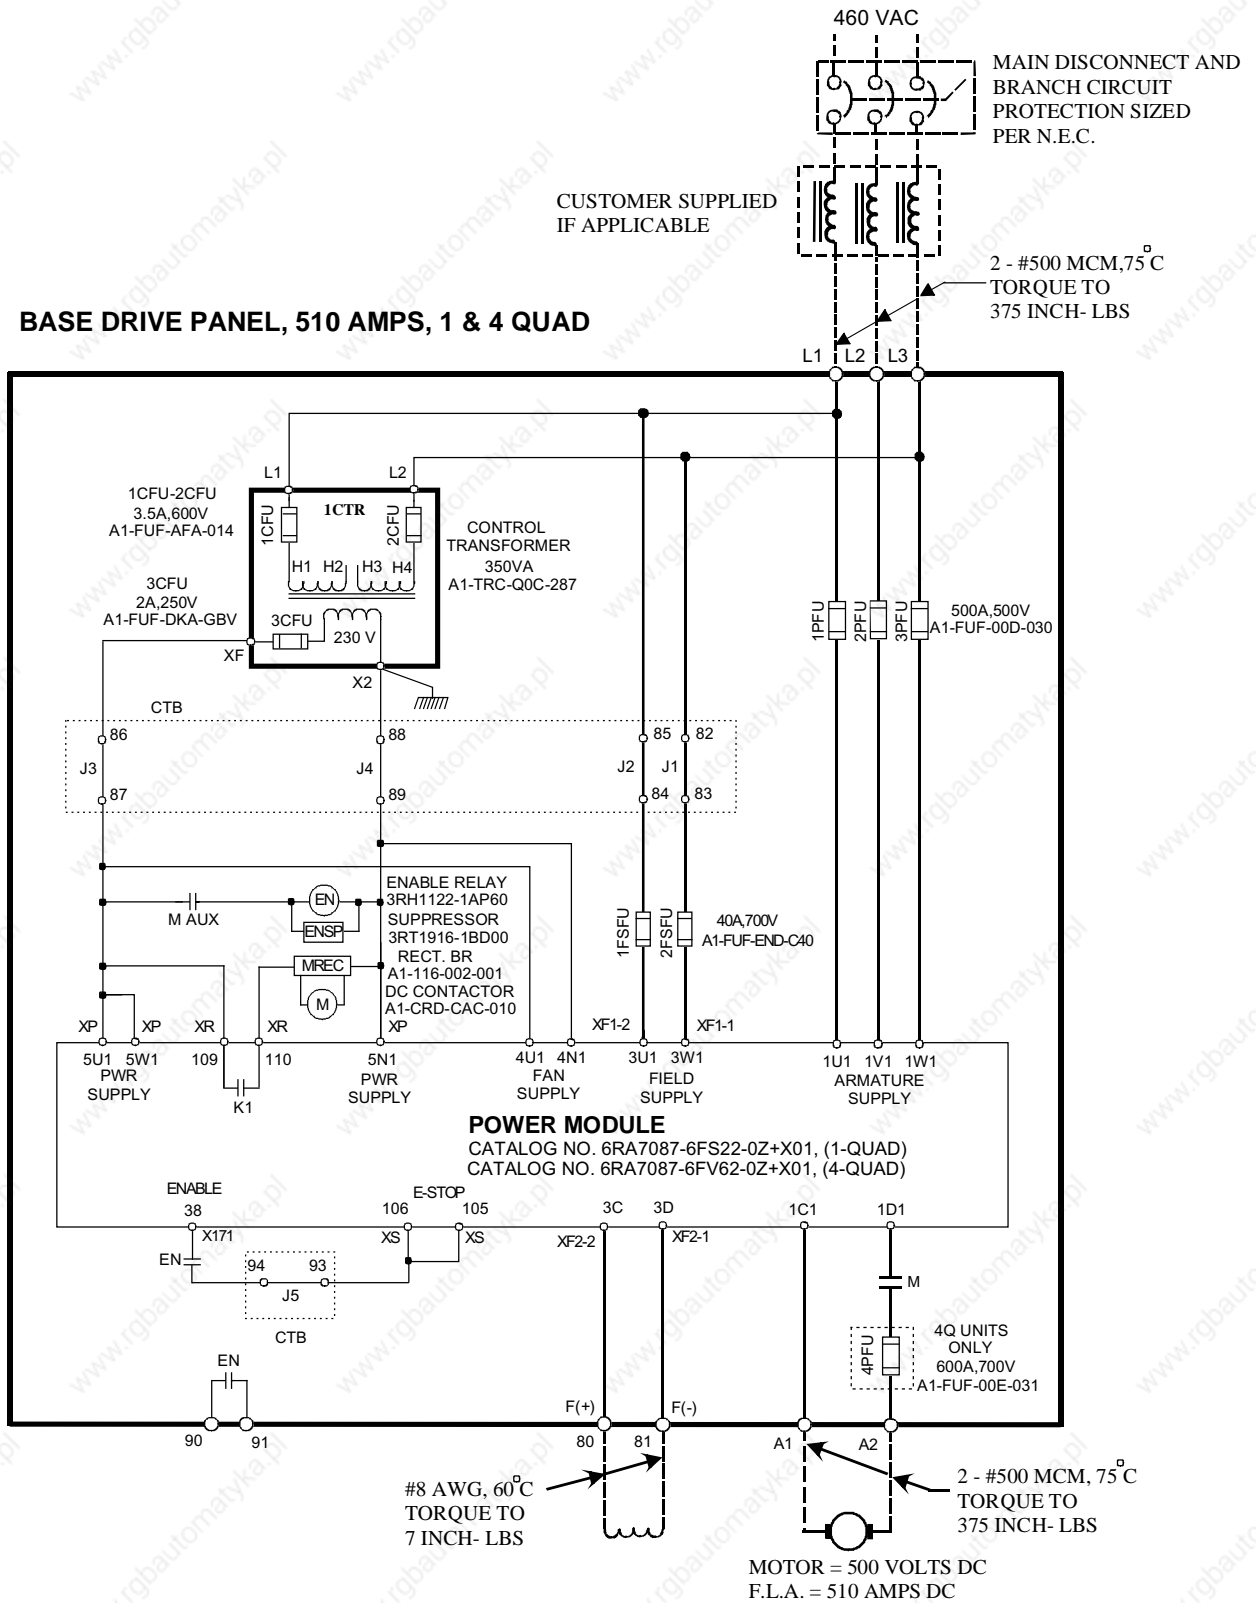 460 VAC
MAIN DISCONNECT AND
BRANCH CIRCUIT
PROTECTION SIZED
PER N.E.C.
CUSTOMER SUPPLIED
IF APPLICABLE
2 - #500 MCM,75°C
TORQUE TO
375 INCH- LBS
BASE DRIVE PANEL, 510 AMPS, 1 & 4 QUAD
L1 L2 L3
L1 L2
1CFU-2CFU
3.5A,600V
A1-FUF-AFA-014
1CFU
1CTR
2CFU
CONTROL
TRANSFORMER
350VA
A1-TRC-Q0C-287
H1 H2 H3 H4
3CFU
2A,250V
A1-FUF-DKA-GBV
3CFU
230 V
XF
X2
1PFU
2PFU
3PFU
500A,500V
A1-FUF-00D-030
CTB
86 88 85 82
J3 J4 J2 J1
87 89 84 83
M AUX
EN
ENSP
MREC
M
ENABLE RELAY
3RH1122-1AP60
SUPPRESSOR
3RT1916-1BD00
RECT. BR
A1-116-002-001
DC CONTACTOR
A1-CRD-CAC-010
1FSFU
2FSFU
40A,700V
A1-FUF-END-C40
XP XP XR XR XP XF1-2 XF1-1
5U1 5W1 109 110 5N1 4U1 4N1 3U1 3W1 1U1 1V1 1W1
PWR
SUPPLY
K1
PWR
SUPPLY
FAN
SUPPLY
FIELD
SUPPLY
ARMATURE
SUPPLY
POWER MODULE
CATALOG NO. 6RA7087-6FS22-0Z+X01, (1-QUAD)
CATALOG NO. 6RA7087-6FV62-0Z+X01, (4-QUAD)
ENABLE
38
E-STOP
106 105
3C 3D 1C1 1D1
X171 XS XS XF2-2 XF2-1
EN
94 93
J5
CTB
M
4PFU
4Q UNITS
ONLY
600A,700V
A1-FUF-00E-031
EN
F(+) F(-)
90 91 80 81 A1 A2
#8 AWG, 60°C
TORQUE TO
7 INCH- LBS
2 - #500 MCM, 75°C
TORQUE TO
375 INCH- LBS
MOTOR = 500 VOLTS DC
F.L.A. = 510 AMPS DC
www.rgbautomatyka.pl